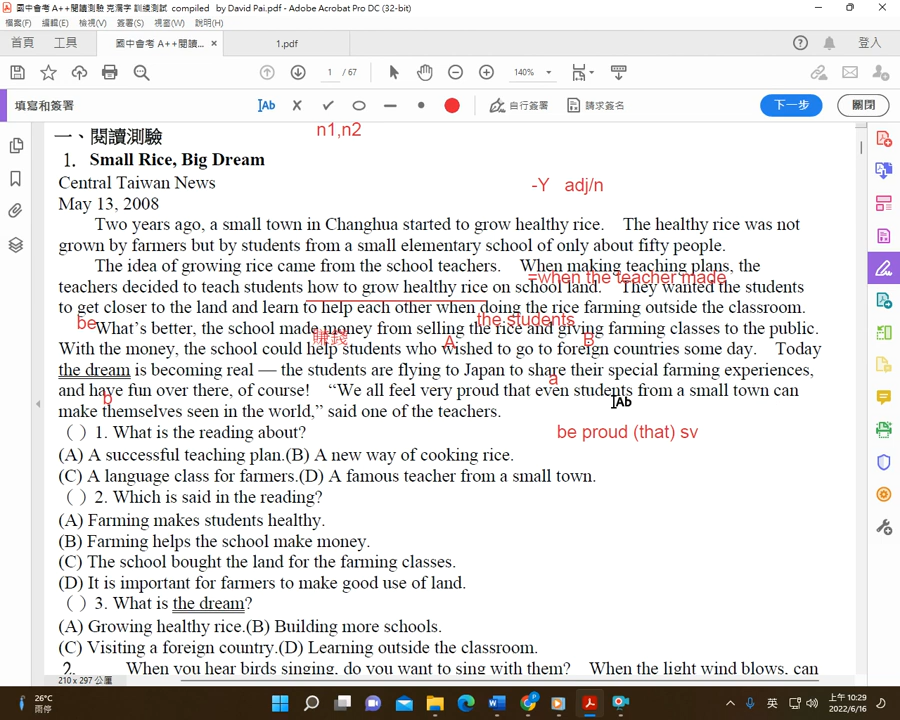 國中會考 A++閱讀測驗 克漏字 訓練測試 compiled by David Pai.pdf - Adobe Acrobat Pro DC (32-bit)
檔案(F) 編輯(E) 檢視(V) 簽署(S) 視窗(W) 說明(H)
首頁 工具 國中會考 A++閱讀... × 1.pdf 登入
1 / 67 140%
填寫和簽署 Ab 自行簽署 請求簽名 下一步 關閉
n1,n2
一、閱讀測驗
1. Small Rice, Big Dream
Central Taiwan News
-Y adj/n
May 13, 2008
Two years ago, a small town in Changhua started to grow healthy rice. The healthy rice was not
grown by farmers but by students from a small elementary school of only about fifty people.
The idea of growing rice came from the school teachers. When making teaching plans, the
=when the teacher made
teachers decided to teach students how to grow healthy rice on school land. They wanted the students
to get closer to the land and learn to help each other when doing the rice farming outside the classroom.
be
the students
What's better, the school made money from selling the rice and giving farming classes to the public.
賺錢 A B
With the money, the school could help students who wished to go to foreign countries some day. Today
the dream is becoming real — the students are flying to Japan to share their special farming experiences,
a
and have fun over there, of course! “We all feel very proud that even students from a small town can
b
Ab
make themselves seen in the world,” said one of the teachers.
( ) 1. What is the reading about?
be proud (that) sv
(A) A successful teaching plan.(B) A new way of cooking rice.
(C) A language class for farmers.(D) A famous teacher from a small town.
( ) 2. Which is said in the reading?
(A) Farming makes students healthy.
(B) Farming helps the school make money.
(C) The school bought the land for the farming classes.
(D) It is important for farmers to make good use of land.
( ) 3. What is the dream?
(A) Growing healthy rice.(B) Building more schools.
(C) Visiting a foreign country.(D) Learning outside the classroom.
2. When you hear birds singing, do you want to sing with them? When the light wind blows, can
210 x 297 公厘
26°C
Mostly cloudy
英
上午 10:29
2022/6/16